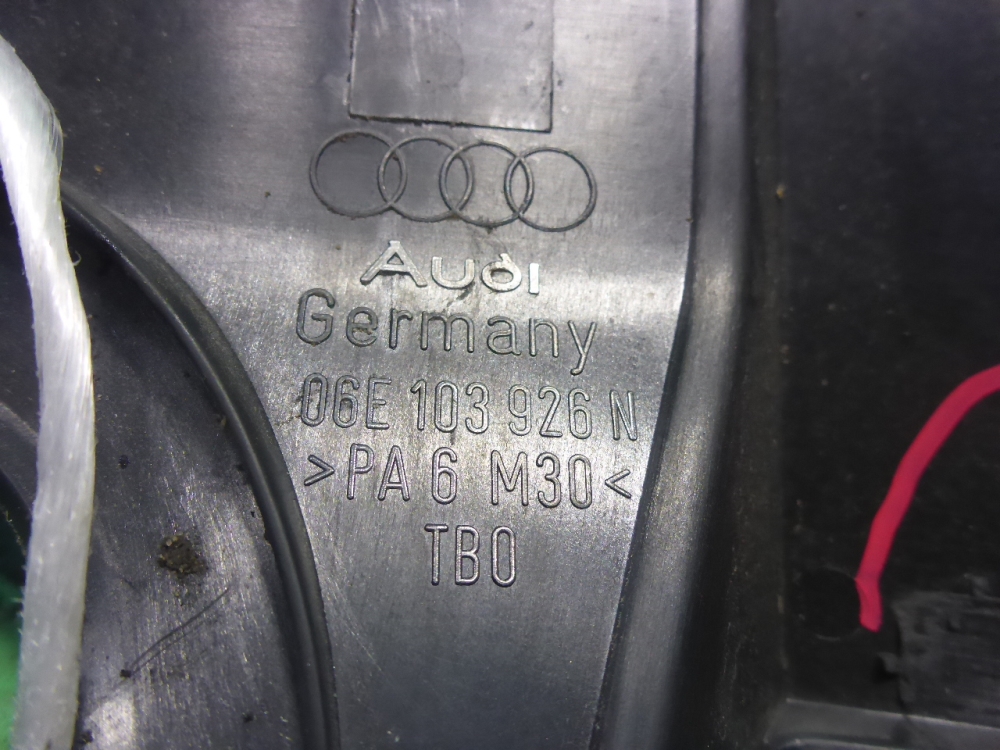 Audi
Germany
06E 103 926 N
>PA 6 M30<
TBO